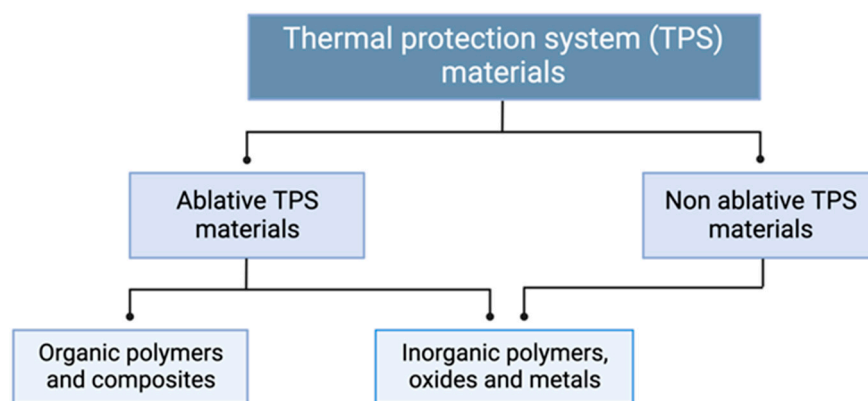 Thermal protection system (TPS)
materials
Ablative TPS
materials
Non ablative TPS
materials
Organic polymers
and composites
Inorganic polymers,
oxides and metals